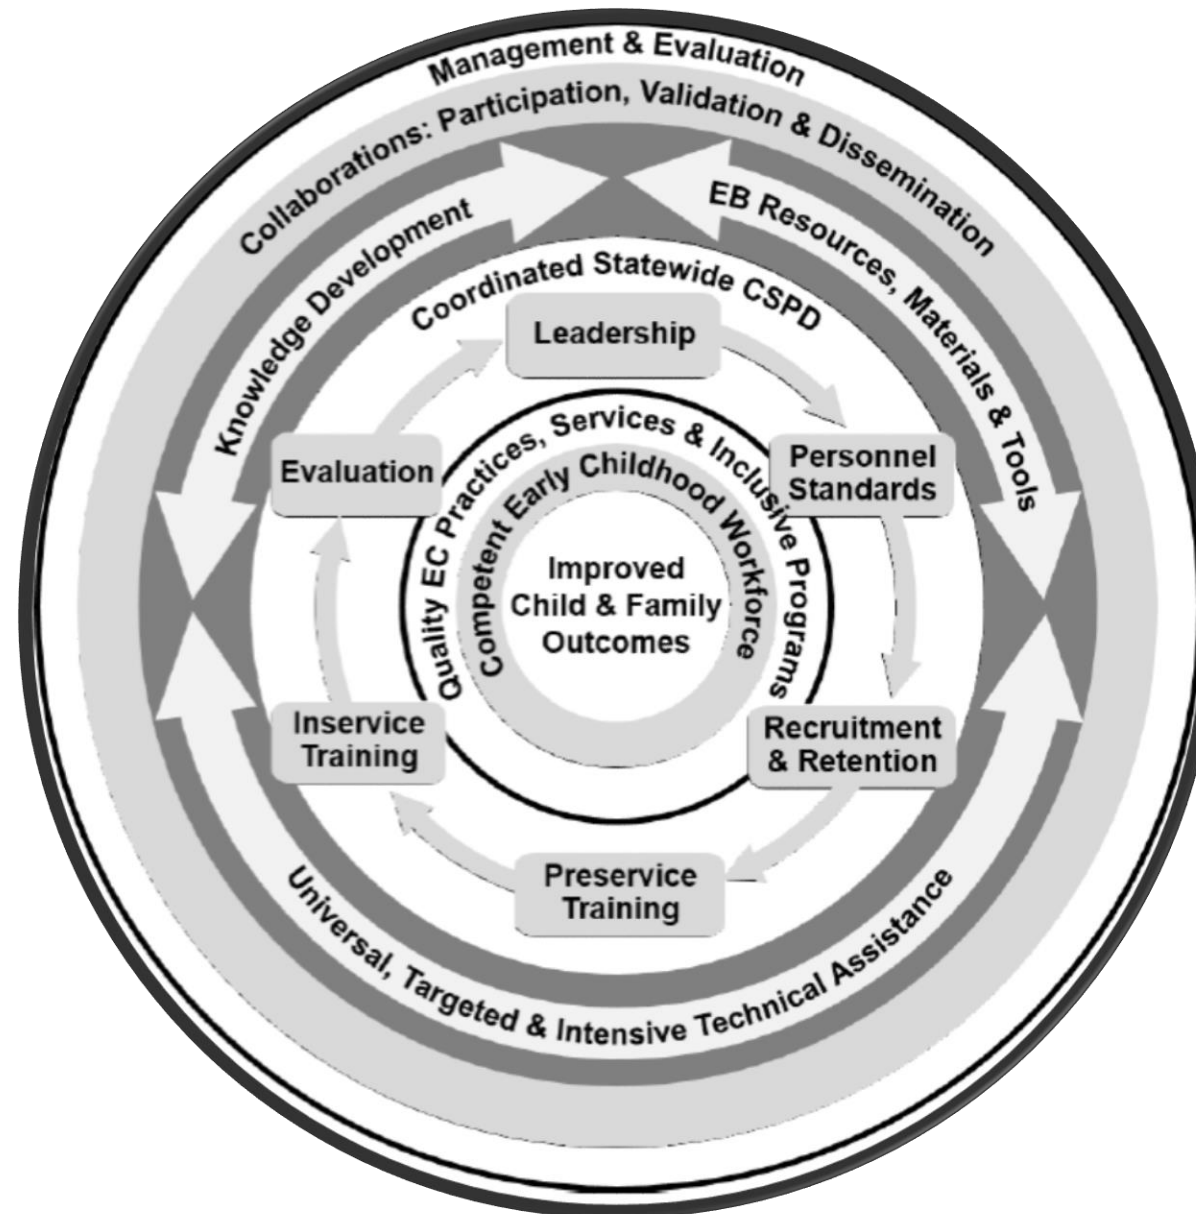 Management & Evaluation
Collaborations: Participation, Validation & Dissemination
Knowledge Development
EB Resources, Materials & Tools
Coordinated Statewide CSPD
Leadership
Personnel
Standards
Recruitment
& Retention
Preservice
Training
Inservice
Training
Evaluation
Quality EC Practices, Services & Inclusive Programs
Competent Early Childhood Workforce
Improved
Child & Family
Outcomes
Universal, Targeted & Intensive Technical Assistance